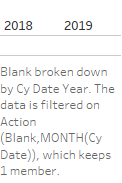 2018 2019
Blank broken down
by Cy Date Year. The
data is filtered on
Action
(Blank,MONTH(Cy
Date)), which keeps
1 member.